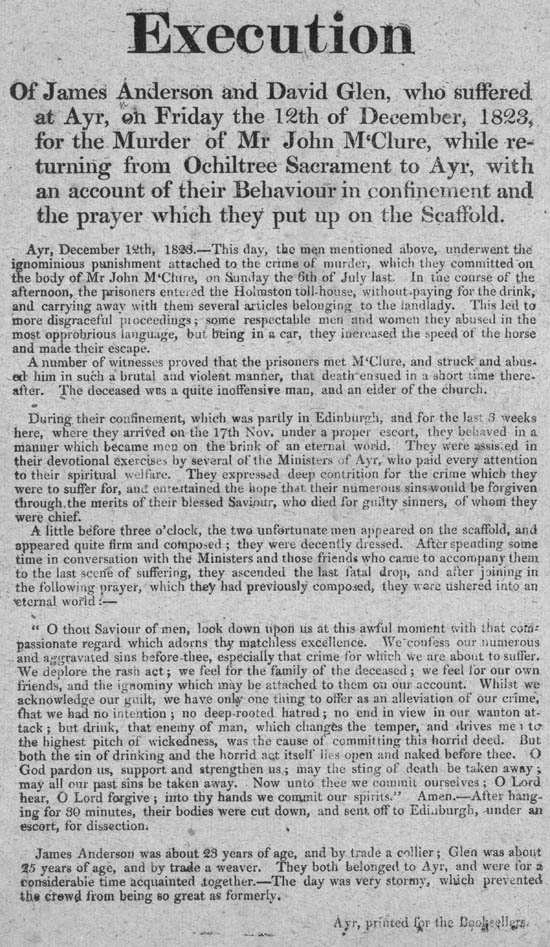 Execution
Of James Anderson and David Glen, who suffered
at Ayr, on Friday the 12th of December, 1823,
for the Murder of Mr John M‘Clure, while re-
turning from Ochiltree Sacrament to Ayr, with
an account of their Behaviour in confinement and
the prayer which they put up on the Scaffold.
Ayr, December 12th, 1823.—This day, the men mentioned above, underwent the
ignominious punishment attached to the crime of murder, which they committed on
the body of Mr John M‘Clure, on Sunday the 6th of July last. In the course of the
afternoon, the prisoners entered the Holmston toll-house, without paying for the drink,
and carrying away with them several articles belonging to the landlady. This led to
more disgraceful proceedings; some respectable men and women they abused in the
most opprobrious language, but being in a car, they increased the speed of the horse
and made their escape.
A number of witnesses proved that the prisoners met M‘Clure, and struck and abus-
ed him in such a brutal and violent manner, that death ensued in a short time there-
after. The deceased was a quite inoffensive man, and an elder of the church.
During their confinement, which was partly in Edinburgh, and for the last 3 weeks
here, where they arrived on the 17th Nov. under a proper escort, they behaved in a
manner which became men on the brink of an eternal world. They were assisted in
their devotional exercises by several of the Ministers of Ayr, who paid every attention
to their spiritual welfare. They expressed deep contrition for the crime which they
were to suffer for, and entertained the hope that their numerous sins would be forgiven
through the merits of their blessed Saviour, who died for guilty sinners, of whom they
were chief.
A little before three o’clock, the two unfortunate men appeared on the scaffold, and
appeared quite firm and composed; they were decently dressed. After spending some
time in conversation with the Ministers and those friends who came to accompany them
to the last scene of suffering, they ascended the last fatal drop, and after joining in
the following prayer, which they had previously composed, they were ushered into an
eternal world:—
“ O thou Saviour of men, look down upon us at this awful moment with that com-
passionate regard which adorns thy matchless excellence. We confess our numerous
and aggravated sins before thee, especially that crime for which we are about to suffer.
We deplore the rash act; we feel for the family of the deceased; we feel for our own
friends, and the ignominy which may be attached to them on our account. Whilst we
acknowledge our guilt, we have only one thing to offer as an alleviation of our crime,
that we had no intention; no deep-rooted hatred; no end in view in our wanton at-
tack; but drink, that enemy of man, which changes the temper, and drives men to
the highest pitch of wickedness, was the cause of committing this horrid deed. But
both the sin of drinking and the horrid act itself lies open and naked before thee. O
God pardon us, support and strengthen us; may the sting of death be taken away;
may all our past sins be taken away. Now unto thee we commit ourselves; O Lord
hear, O Lord forgive; into thy hands we commit our spirits.” Amen.—After hang-
ing for 30 minutes, their bodies were cut down, and sent off to Edinburgh, under an
escort, for dissection.
James Anderson was about 23 years of age, and by trade a collier; Glen was about
25 years of age, and by trade a weaver. They both belonged to Ayr, and were for a
considerable time acquainted together.—The day was very stormy, which prevented
the crowd from being so great as formerly.
Ayr, printed for the Booksellers.